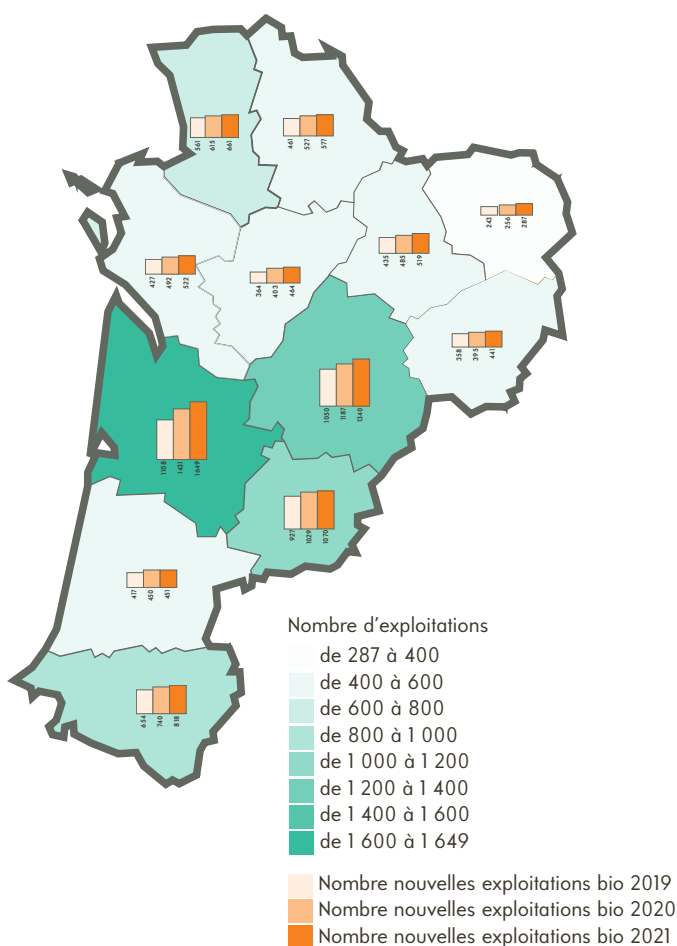 561 615 661
461 527 577
243 256 287
435 485 519
427 492 522
364 403 464
358 395 441
1050 1187 1340
1108 1431 1649
927 1029 1070
417 450 451
654 740 818
Nombre d'exploitations
de 287 à 400
de 400 à 600
de 600 à 800
de 800 à 1 000
de 1 000 à 1 200
de 1 200 à 1 400
de 1 400 à 1 600
de 1 600 à 1 649
Nombre nouvelles exploitations bio 2019
Nombre nouvelles exploitations bio 2020
Nombre nouvelles exploitations bio 2021